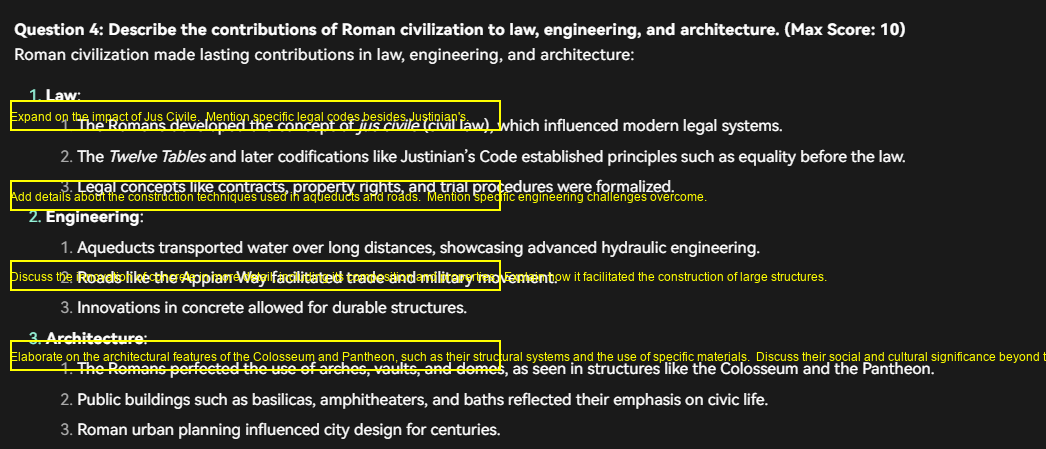 Question 4: Describe the contributions of Roman civilization to law, engineering, and architecture. (Max Score: 10)
Roman civilization made lasting contributions in law, engineering, and architecture:
1. Law:
Expand on the impact of Jus Civile. Mention specific legal codes besides Justinian's.
1. The Romans developed the concept of jus civile (civil law), which influenced modern legal systems.
2. The Twelve Tables and later codifications like Justinian's Code established principles such as equality before the law.
3. Legal concepts like contracts, property rights, and trial procedures were formalized.
Add details about the construction techniques used in aqueducts and roads. Mention specific engineering challenges overcome.
2. Engineering:
1. Aqueducts transported water over long distances, showcasing advanced hydraulic engineering.
Discuss the innovation of concrete in more detail, including its composition and properties. Explain how it facilitated the construction of large structures.
2. Roads like the Appian Way facilitated trade and military movement.
3. Innovations in concrete allowed for durable structures.
3. Architecture:
Elaborate on the architectural features of the Colosseum and Pantheon, such as their structural systems and the use of specific materials. Discuss their social and cultural significance beyond
1. The Romans perfected the use of arches, vaults, and domes, as seen in structures like the Colosseum and the Pantheon.
2. Public buildings such as basilicas, amphitheaters, and baths reflected their emphasis on civic life.
3. Roman urban planning influenced city design for centuries.